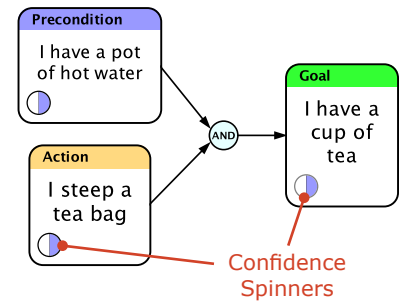 Precondition
I have a pot
of hot water
Action
I steep a
tea bag
AND
Goal
I have a
cup of
tea
Confidence
Spinners